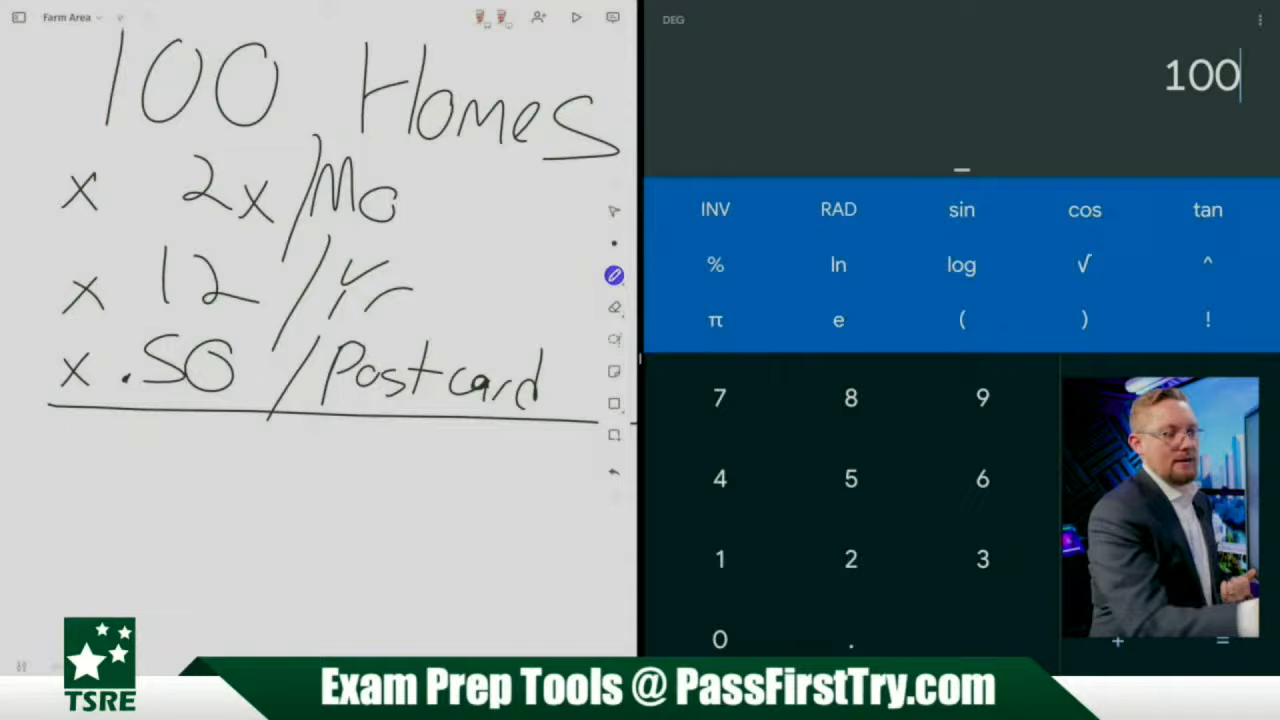 Farm Area
100 Homes
x 2x/Mo
x 12/Yr
x .50/Postcard
DEG
100
INV RAD sin cos tan
% ln log √ ^
π e ( ) !
7 8 9
4 5 6
1 2 3
0 . + =
TSRE
Exam Prep Tools @ PassFirstTry.com